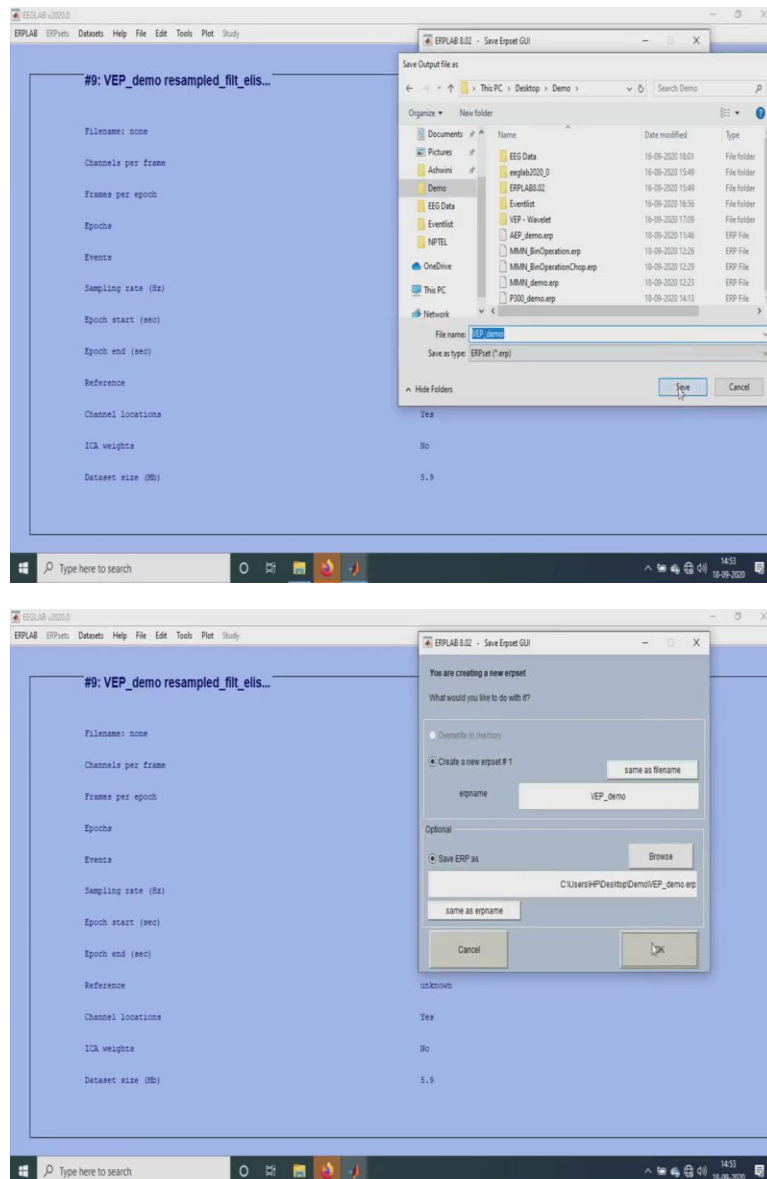 EEGLAB v2020.0
ERPLAB ERPsets Datasets Help File Edit Tools Plot Study
#9: VEP_demo resampled_filt_elis...
Filename: none
Channels per frame
Frames per epoch
Epochs
Events
Sampling rate (Hz)
Epoch start (sec)
Epoch end (sec)
Reference
Channel locations Yes
ICA weights No
Dataset size (Mb) 5.9
ERPLAB 8.02 - Save Erpset GUI
Save Output file as
This PC > Desktop > Demo >
Search Demo
Organize New folder
Documents
Pictures
Ashwini
Demo
EEG Data
Eventlist
NPTEL
OneDrive
This PC
Network
Name Date modified Type
EEG Data 16-09-2020 18:01 File folder
eeglab2020_0 16-09-2020 15:49 File folder
ERPLAB8.02 16-09-2020 15:49 File folder
Eventlist 16-09-2020 16:56 File folder
VEP - Wavelet 16-09-2020 17:09 File folder
AEP_demo.erp 18-09-2020 11:46 ERP File
MMN_BinOperation.erp 18-09-2020 12:26 ERP File
MMN_BinOperationChop.erp 18-09-2020 12:29 ERP File
MMN_demo.erp 18-09-2020 12:23 ERP File
P300_demo.erp 18-09-2020 14:13 ERP File
File name: VEP_demo
Save as type: ERPset (*.erp)
Hide Folders
Save Cancel
Type here to search
14:53
18-09-2020
EEGLAB v2020.0
ERPLAB ERPsets Datasets Help File Edit Tools Plot Study
#9: VEP_demo resampled_filt_elis...
Filename: none
Channels per frame
Frames per epoch
Epochs
Events
Sampling rate (Hz)
Epoch start (sec)
Epoch end (sec)
Reference unknown
Channel locations Yes
ICA weights No
Dataset size (Mb) 5.9
ERPLAB 8.02 - Save Erpset GUI
You are creating a new erpset
What would you like to do with it?
Overwrite in memory
Create a new erpset # 1
same as filename
erpname VEP_demo
Optional
Save ERP as
Browse
C:\Users\HP\Desktop\Demo\VEP_demo.erp
same as erpname
Cancel OK
Type here to search
14:53
18-09-2020